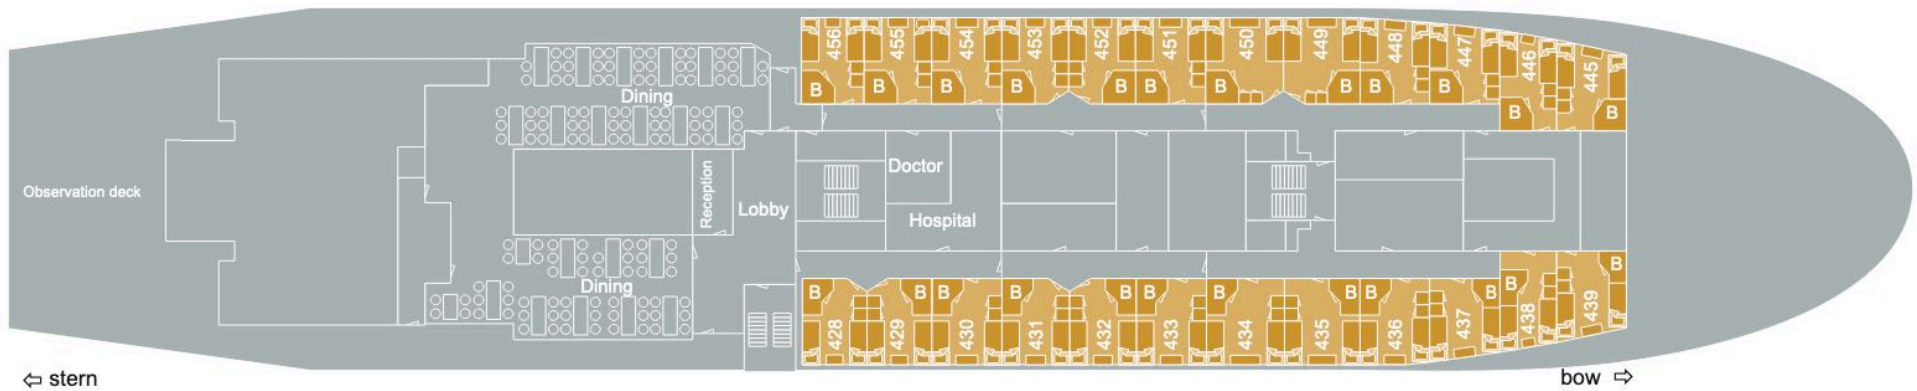 456 455 454 453 452 451 450 449 448 447 446 445
B B B B B B B B B B B B
Dining
Doctor
Observation deck
Reception
Lobby
Hospital
Dining
B B B B B B B B B B B B
428 429 430 431 432 433 434 435 436 437 438 439
⇦ stern
bow ⇨